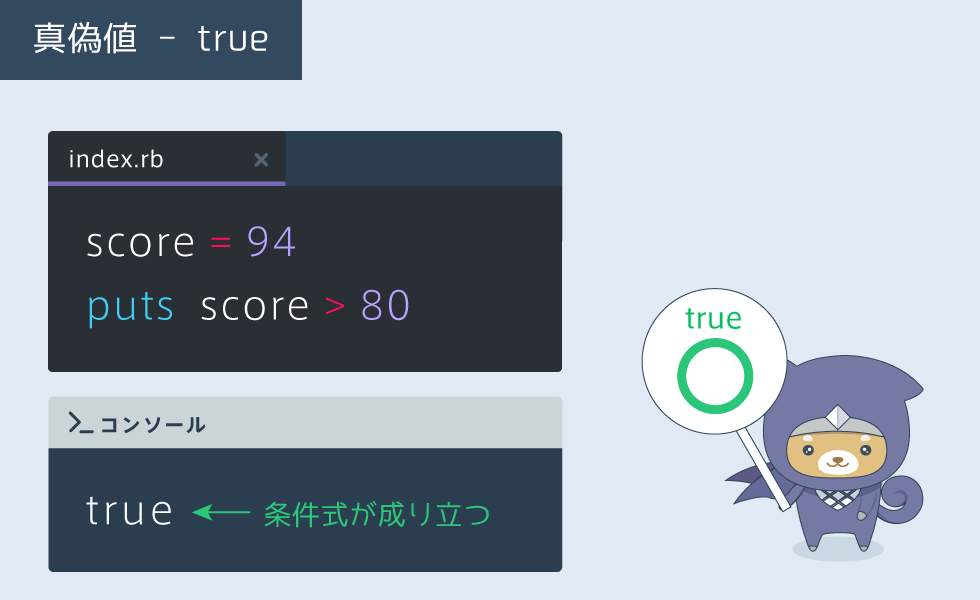 真偽値 - true
index.rb ×
score = 94
puts score > 80
true
コンソール
true ← 条件式が成り立つ